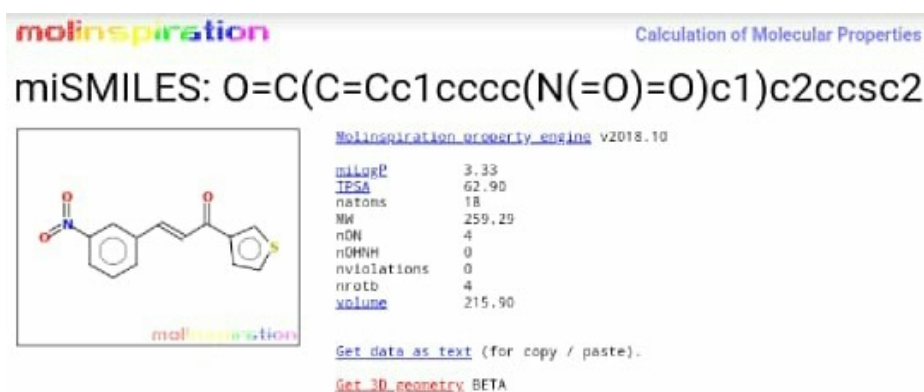 molinspiration
Calculation of Molecular Properties
miSMILES: O=C(C=Cc1cccc(N(=O)=O)c1)c2ccsc2
Molinspiration property engine v2018.10
miLogP 3.33
TPSA 62.90
natoms 18
MW 259.29
nON 4
nOHNH 0
nviolations 0
nrotb 4
volume 215.90
O
N
O
O
S
molinspiration
Get data as text (for copy / paste).
Get 3D geometry BETA